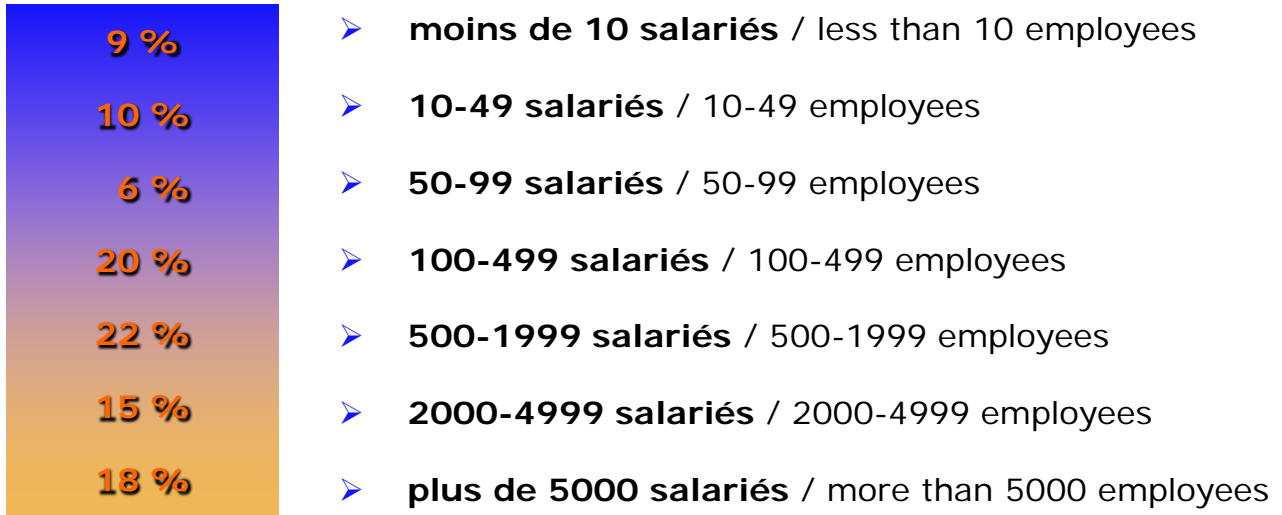 9 % ➢ moins de 10 salariés / less than 10 employees
10 % ➢ 10-49 salariés / 10-49 employees
6 % ➢ 50-99 salariés / 50-99 employees
20 % ➢ 100-499 salariés / 100-499 employees
22 % ➢ 500-1999 salariés / 500-1999 employees
15 % ➢ 2000-4999 salariés / 2000-4999 employees
18 % ➢ plus de 5000 salariés / more than 5000 employees